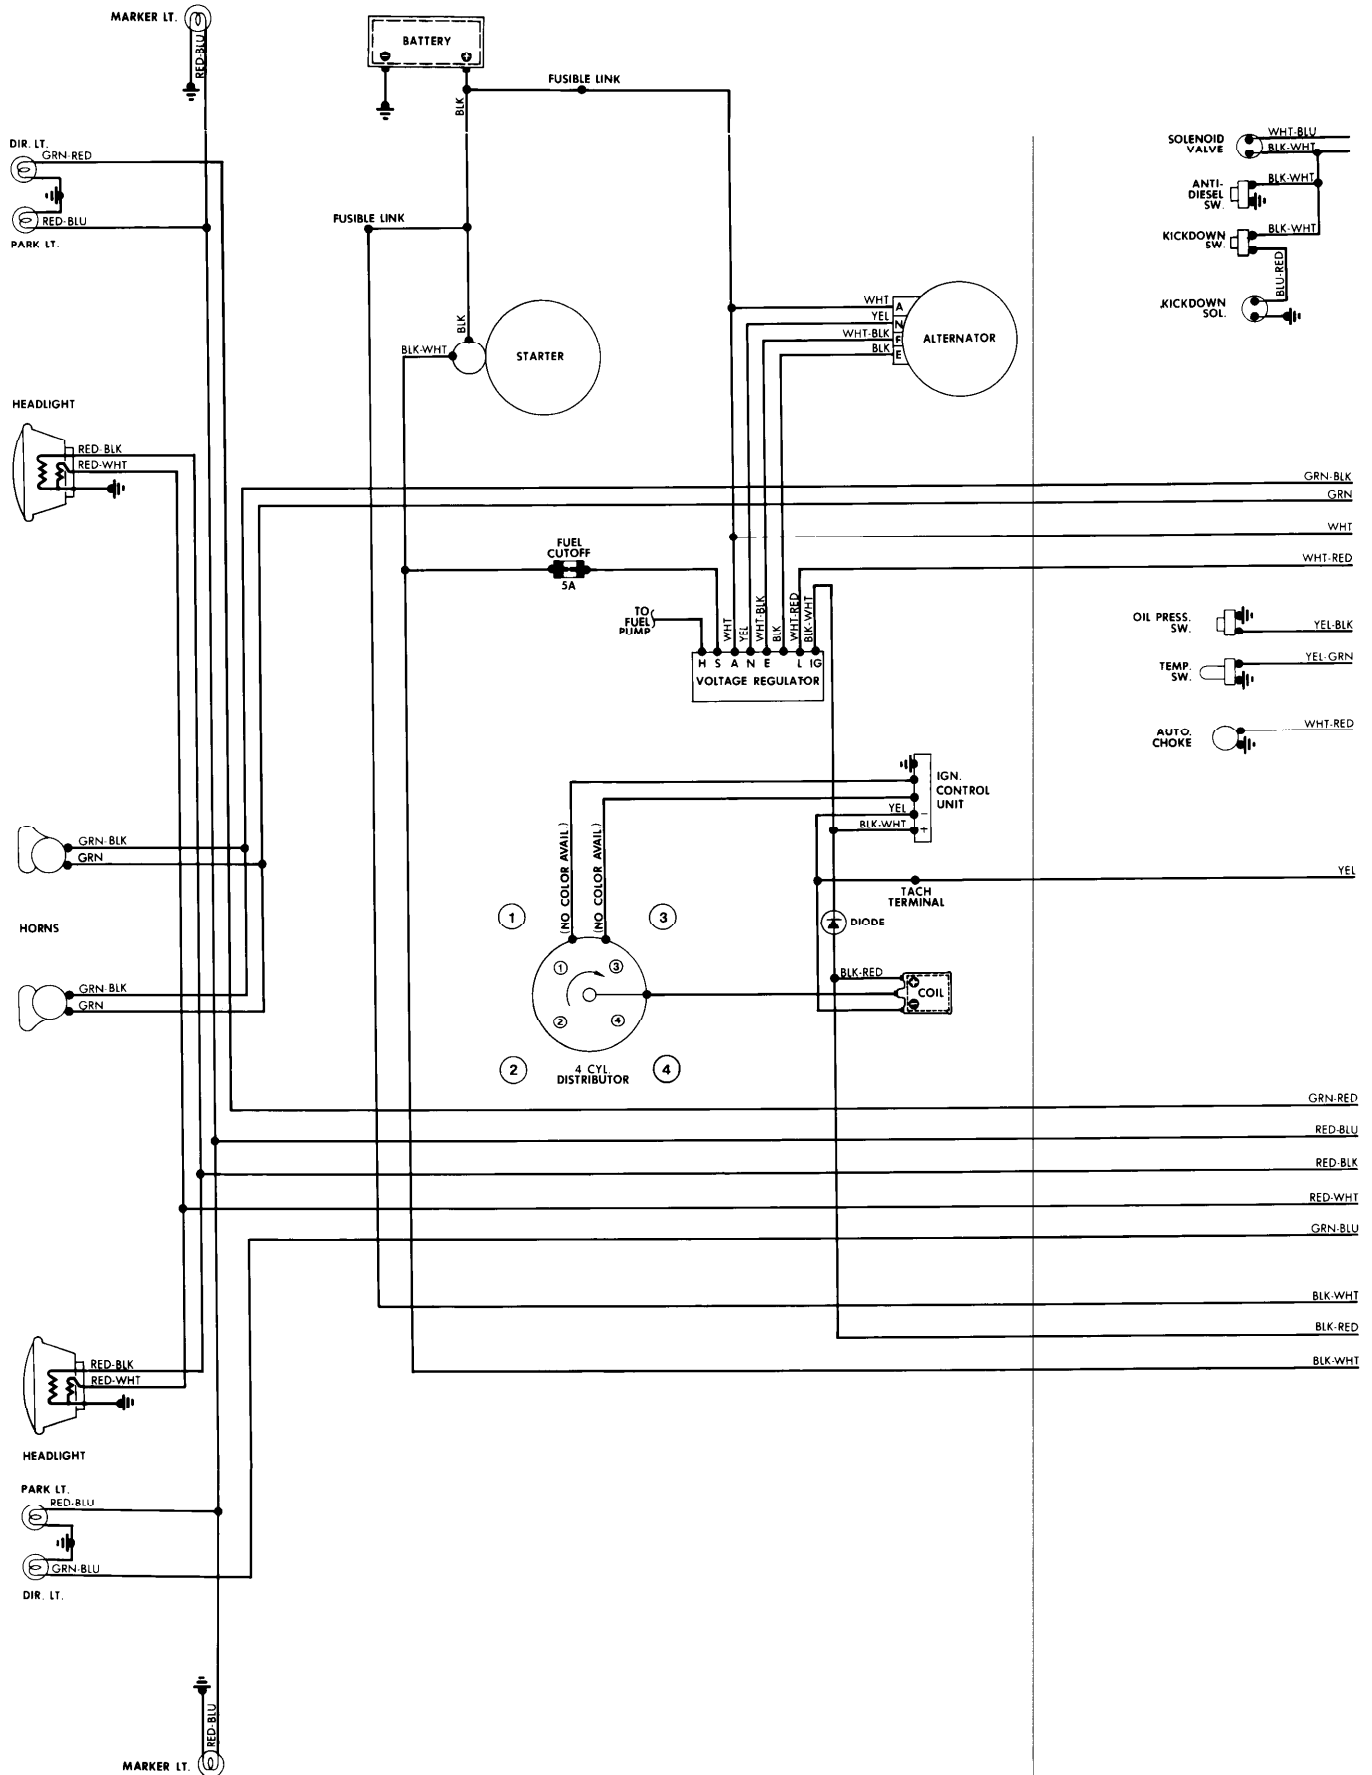 MARKER LT.
RED-BLU
BATTERY
FUSIBLE LINK
BLK
DIR. LT.
GRN-RED
RED-BLU
PARK LT.
FUSIBLE LINK
SOLENOID
VALVE
WHT-BLU
BLK-WHT
ANTI-
DIESEL
SW.
BLK-WHT
KICKDOWN
SW.
BLK-WHT
BLU-RED
KICKDOWN
SOL.
BLK
BLK-WHT
STARTER
WHT
YEL
WHT-BLK
BLK
A
N
F
E
ALTERNATOR
HEADLIGHT
RED-BLK
RED-WHT
GRN-BLK
GRN
WHT
WHT-RED
FUEL
CUTOFF
5A
TO
FUEL
PUMP
WHT
YEL
WHT-BLK
BLK
WHT-RED
BLK-WHT
H S A N E L IG
VOLTAGE REGULATOR
OIL PRESS.
SW.
YEL-BLK
TEMP.
SW.
YEL-GRN
AUTO.
CHOKE
WHT-RED
IGN.
CONTROL
UNIT
YEL
BLK-WHT
-
+
(NO COLOR AVAIL)
(NO COLOR AVAIL)
GRN-BLK
GRN
HORNS
GRN-BLK
GRN
YEL
TACH
TERMINAL
DIODE
1
3
1
3
2
4
BLK-RED
COIL
2
4 CYL.
DISTRIBUTOR
4
GRN-RED
RED-BLU
RED-BLK
RED-WHT
GRN-BLU
BLK-WHT
BLK-RED
BLK-WHT
RED-BLK
RED-WHT
HEADLIGHT
PARK LT.
RED-BLU
GRN-BLU
DIR. LT.
RED-BLU
MARKER LT.